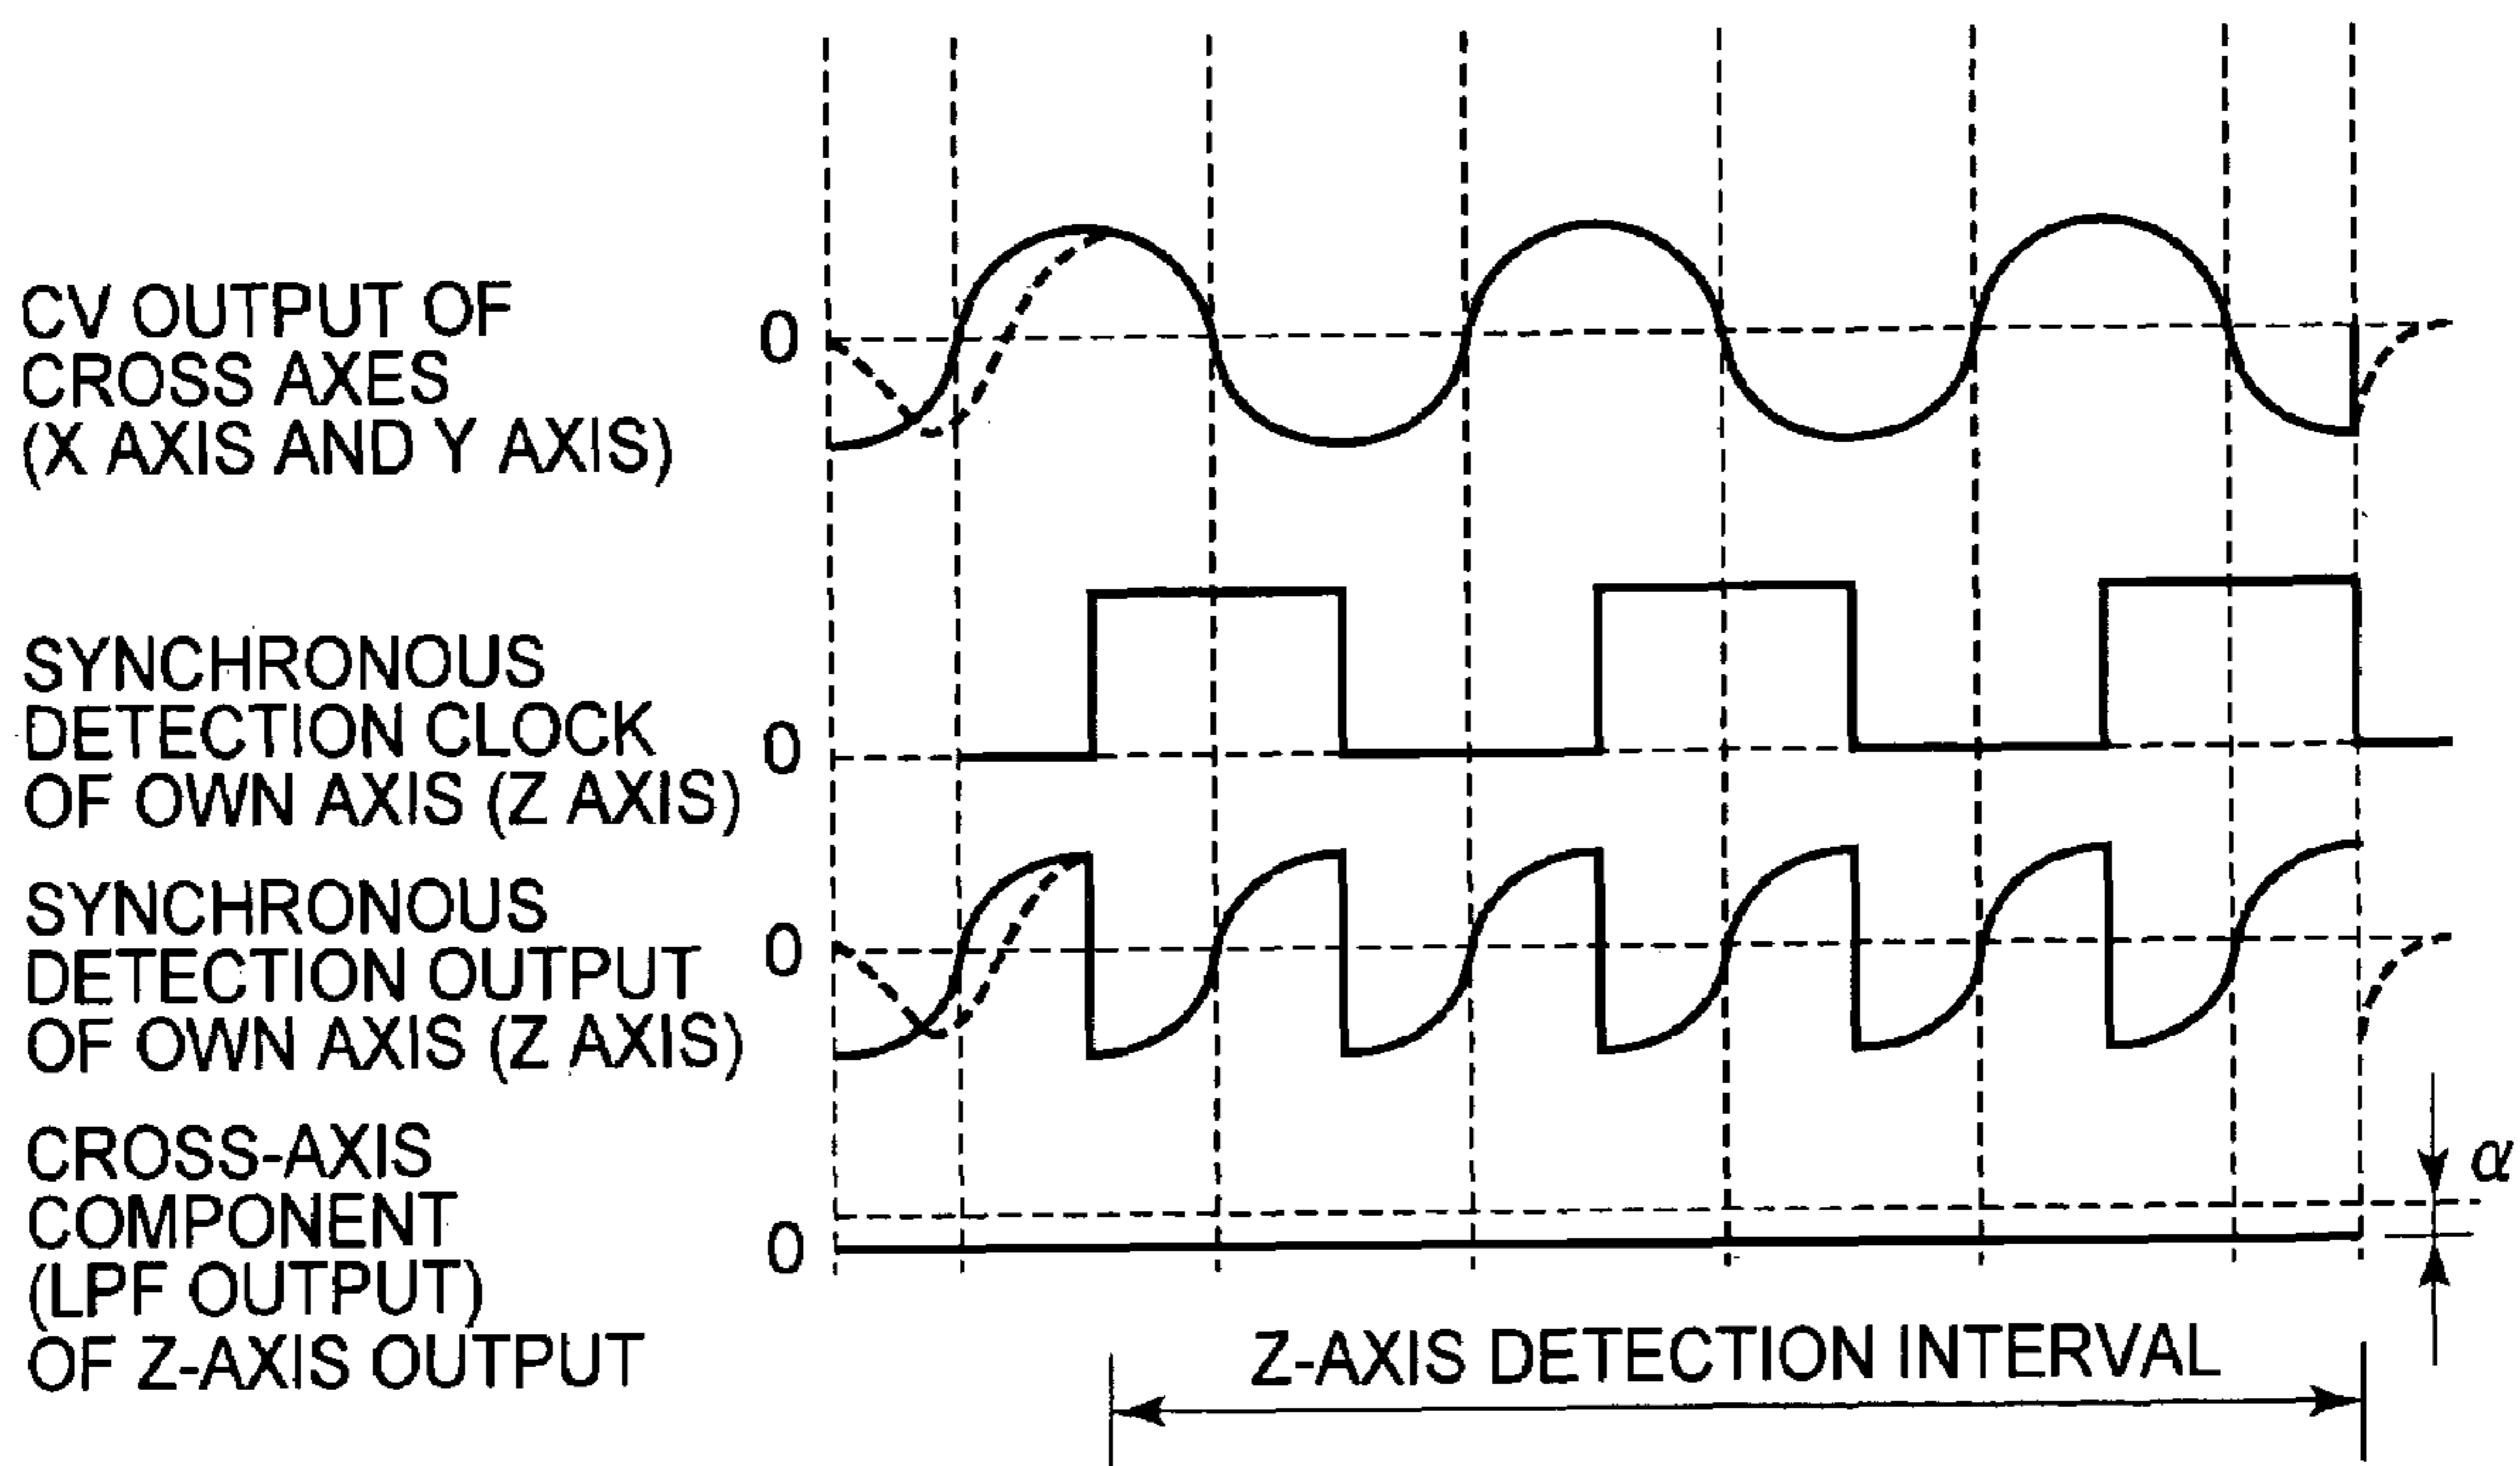 CV OUTPUT OF
CROSS AXES
(X AXIS AND Y AXIS)
0
SYNCHRONOUS
DETECTION CLOCK
OF OWN AXIS (Z AXIS)
0
SYNCHRONOUS
DETECTION OUTPUT
OF OWN AXIS (Z AXIS)
0
CROSS-AXIS
COMPONENT
(LPF OUTPUT)
OF Z-AXIS OUTPUT
0
α
Z-AXIS DETECTION INTERVAL